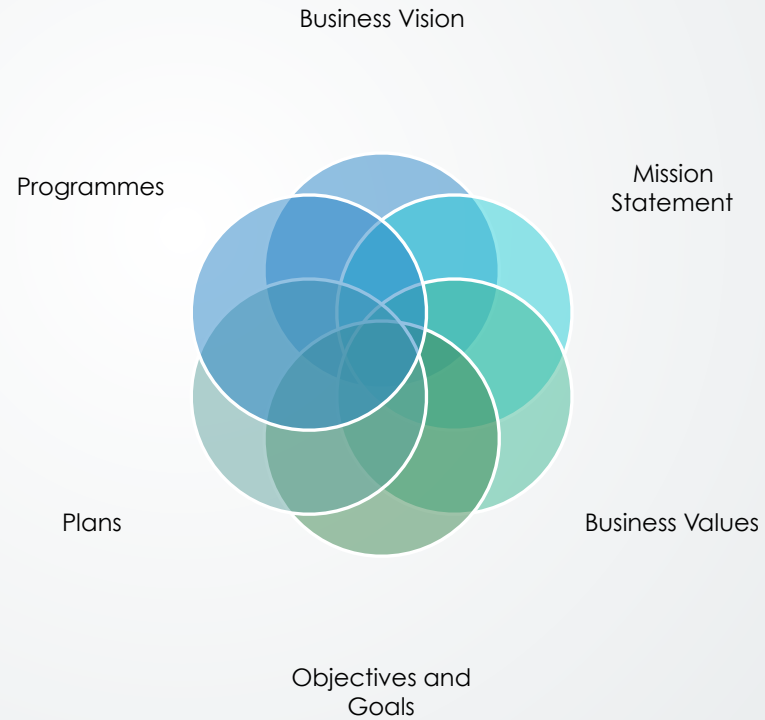 Business Vision
Programmes
Mission
Statement
Plans
Business Values
Objectives and
Goals